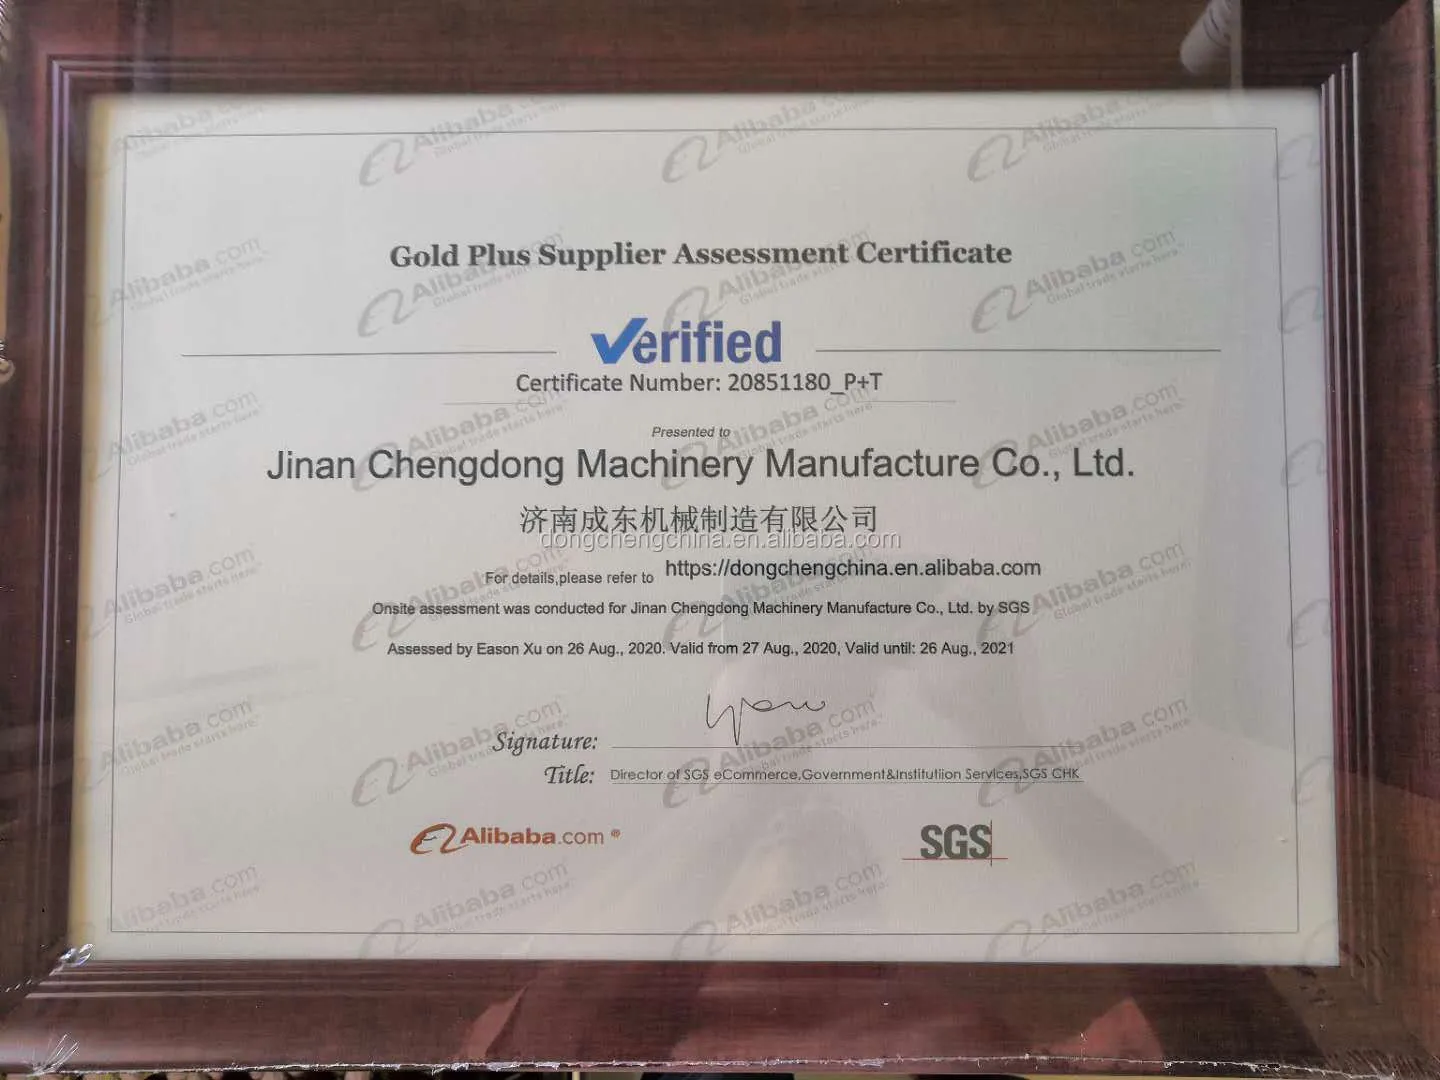 Gold Plus Supplier Assessment Certificate
Verified
Certificate Number: 20851180_P+T
Presented to
Jinan Chengdong Machinery Manufacture Co., Ltd.
济南成东机械制造有限公司
dongchengchina.en.alibaba.com
For details,please refer to https://dongchengchina.en.alibaba.com
Onsite assessment was conducted for Jinan Chengdong Machinery Manufacture Co., Ltd. by SGS
Assessed by Eason Xu on 26 Aug., 2020. Valid from 27 Aug., 2020, Valid until: 26 Aug., 2021
Signature:
Title: Director of SGS eCommerce,Government&Institutiion Services,SGS CHK
Alibaba.com ®
SGS